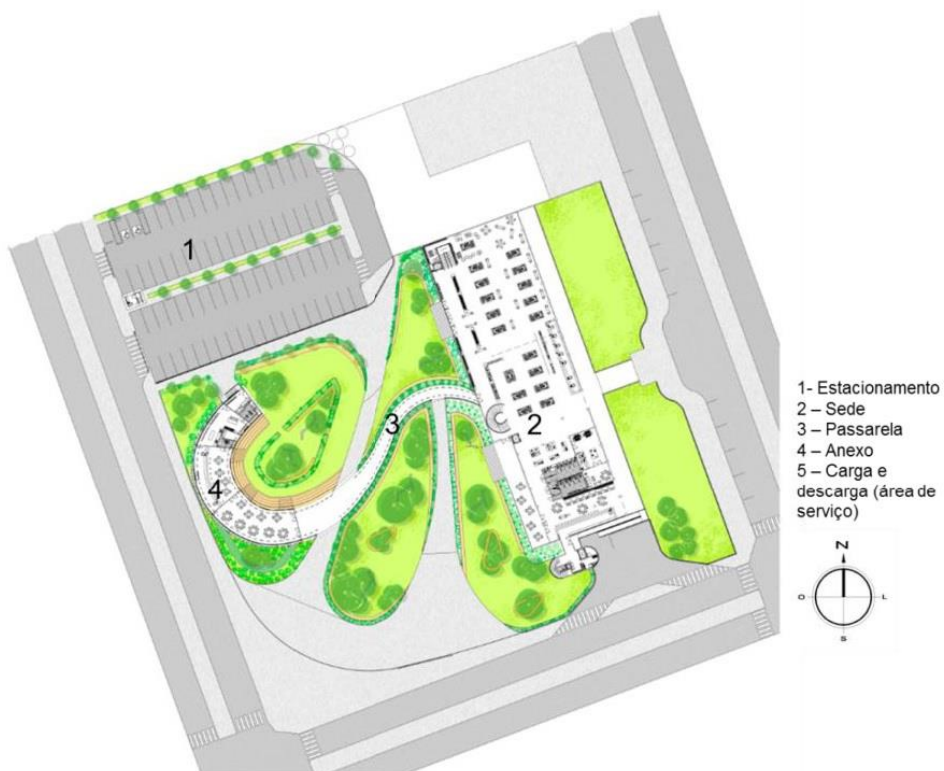 1
2
3
4
1- Estacionamento
2 – Sede
3 – Passarela
4 – Anexo
5 – Carga e
descarga (área de
serviço)
N
O
L
S